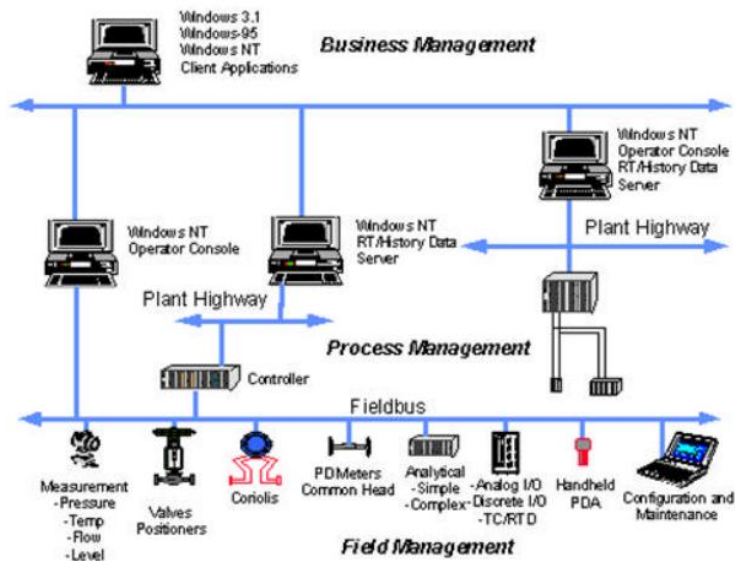 Windows 3.1
Windows-95
Windows NT
Client Applications
Business Management
Windows NT
Operator Console
RT/History Data
Server
Windows NT
Operator Console
Windows NT
RT/History Data
Server
Plant Highway
Plant Highway
Process Management
Controller
Fieldbus
Measurement
-Pressure
-Temp
-Flow
-Level
Valves
Positioners
Coriolis
PD Meters
Common Head
Analytical
-Simple
-Complex
-Analog I/O
-Discrete I/O
-TC/RTD
Handheld
PDA
Configuration and
Maintenance
Field Management